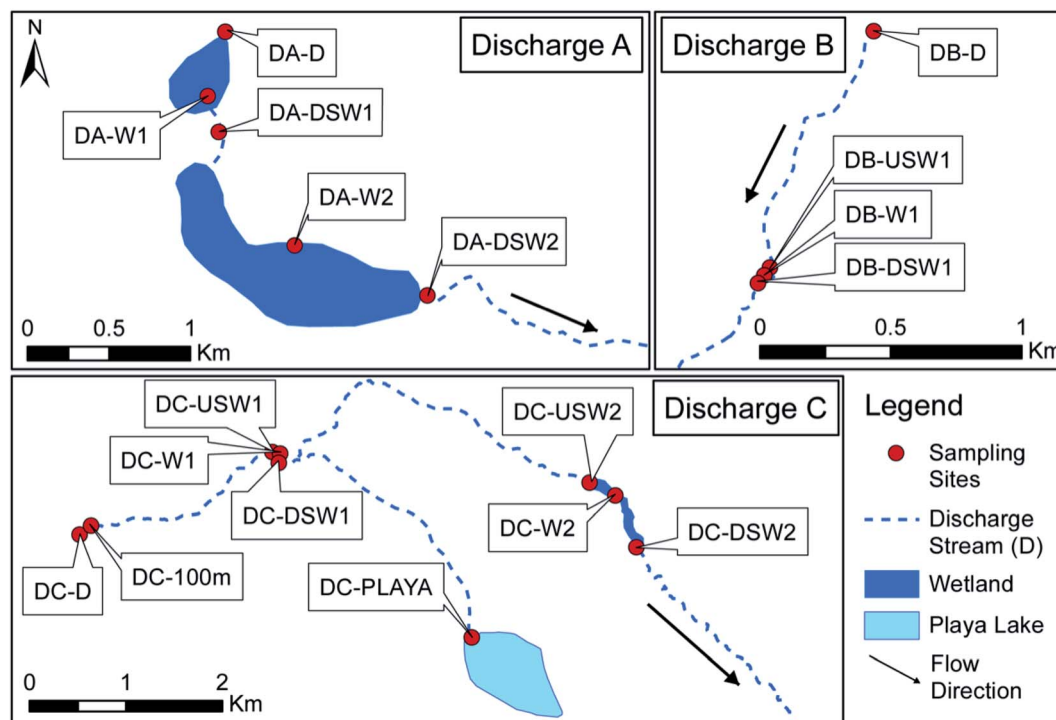 N
Discharge A
DA-D
DA-W1
DA-DSW1
DA-W2
DA-DSW2
0 0.5 1
Km
Discharge B
DB-D
DB-USW1
DB-W1
DB-DSW1
0 1
Km
Discharge C
DC-USW1
DC-W1
DC-DSW1
DC-D
DC-100m
DC-PLAYA
DC-USW2
DC-W2
DC-DSW2
0 1 2
Km
Legend
Sampling
Sites
Discharge
Stream (D)
Wetland
Playa Lake
Flow
Direction